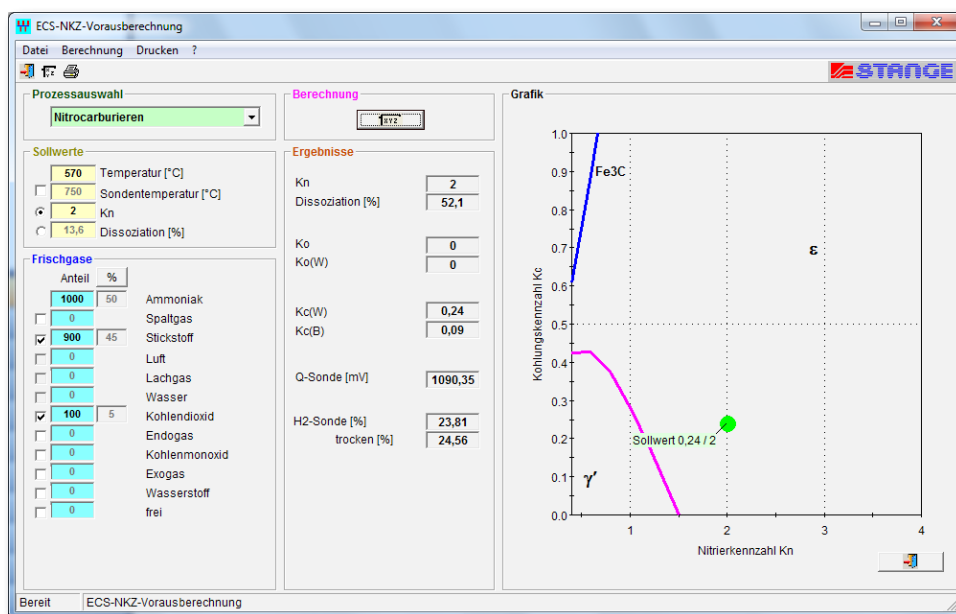 ECS-NKZ-Vorausberechnung
Datei Berechnung Drucken ?
STANGE
Prozessauswahl
Nitrocarburieren
Sollwerte
570 Temperatur [°C]
750 Sondentemperatur [°C]
2 Kn
13,6 Dissoziation [%]
Frischgase
Anteil %
1000 50 Ammoniak
0 Spaltgas
900 45 Stickstoff
0 Luft
0 Lachgas
0 Wasser
100 5 Kohlendioxid
0 Endogas
0 Kohlenmonoxid
0 Exogas
0 Wasserstoff
0 frei
Berechnung
XYZ
Ergebnisse
Kn 2
Dissoziation [%] 52,1
Ko 0
Ko(W) 0
Kc(W) 0,24
Kc(B) 0,09
Q-Sonde [mV] 1090,35
H2-Sonde [%] 23,81
trocken [%] 24,56
Grafik
Kohlungskennzahl Kc
1.0
0.9
0.8
0.7
0.6
0.5
0.4
0.3
0.2
0.1
0.0
Fe3C
ε
Sollwert 0,24 / 2
γ′
1 2 3 4
Nitrierkennzahl Kn
Bereit ECS-NKZ-Vorausberechnung